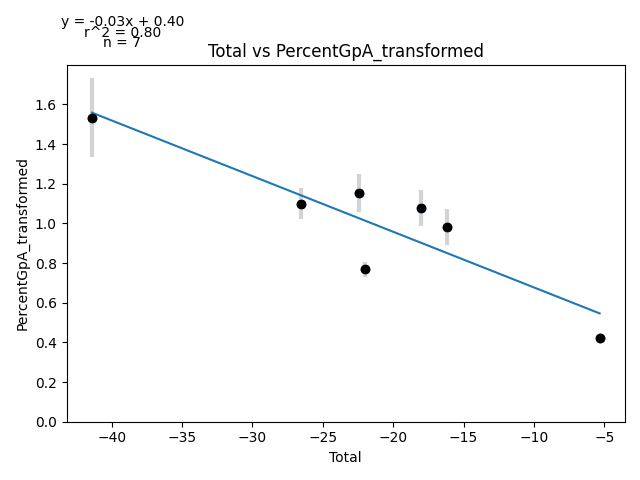 y = -0.03x + 0.40
r^2 = 0.80
n = 7
Total vs PercentGpA_transformed
PercentGpA_transformed
1.6
1.4
1.2
1.0
0.8
0.6
0.4
0.2
0.0
−40 −35 −30 −25 −20 −15 −10 −5
Total